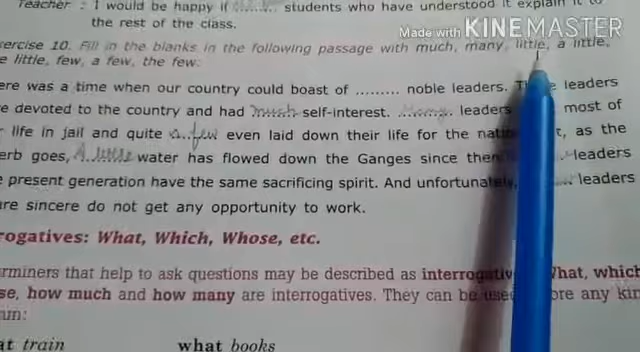 Teacher : I would be happy if students who have understood it explain it to
the rest of the class.
Made with KINEMASTER
ercise 10. Fill in the blanks in the following passage with much, many, little, a little,
e little, few, a few, the few.
ere was a time when our country could boast of ......... noble leaders. leaders
e devoted to the country and had much self-interest. leaders most of
r life in jail and quite a few even laid down their life for the t, as the
erb goes, A little water has flowed down the Ganges since then leaders
e present generation have the same sacrificing spirit. And unfortunately, leaders
are sincere do not get any opportunity to work.
rogatives: What, Which, Whose, etc.
rminers that help to ask questions may be described as What, which
se, how much and how many are interrogatives. They can be any
um:
at train what books